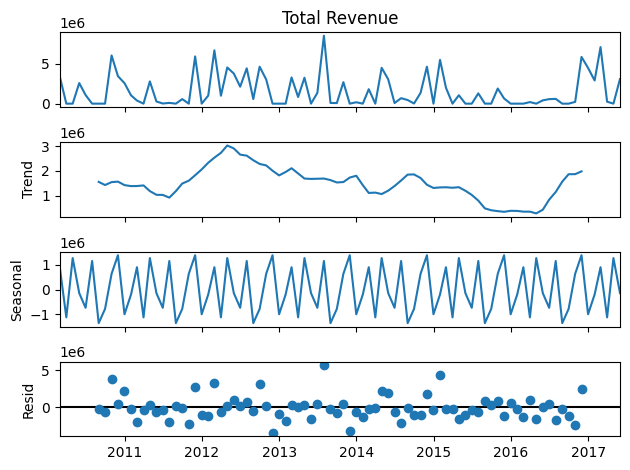 Total Revenue
1e6
5
0
1e6
3
2
1
Trend
1e6
1
0
−1
Seasonal
1e6
5
0
Resid
2011 2012 2013 2014 2015 2016 2017